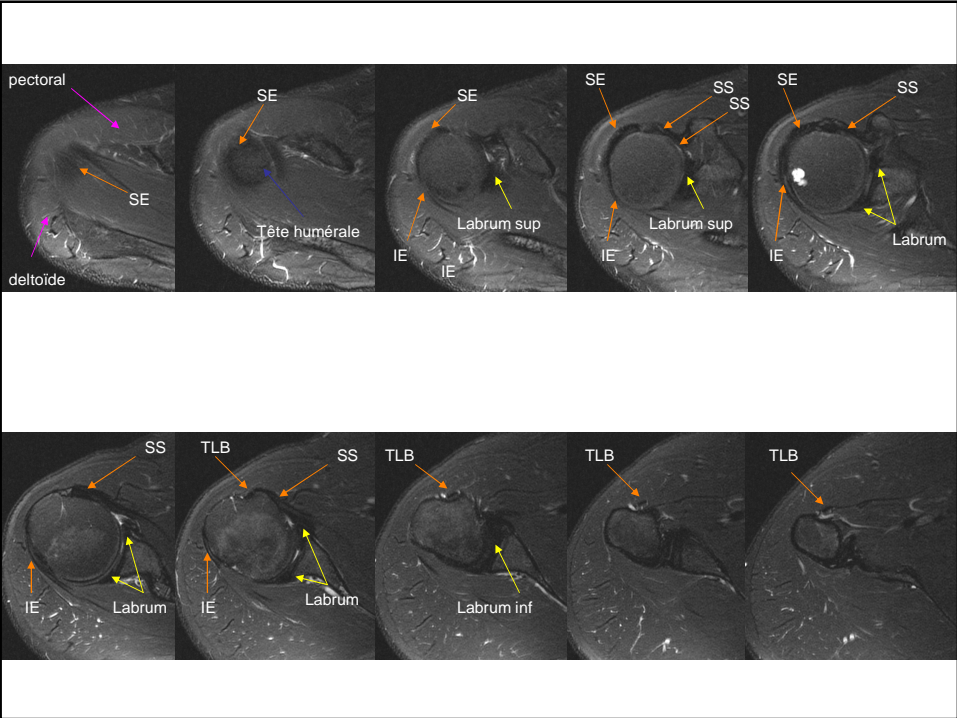 pectoral
SE
deltoïde
SE
Tête humérale
SE
Labrum sup
IE
IE
SE
SS
SS
Labrum sup
IE
SE
SS
Labrum
IE
SS
IE
Labrum
TLB
SS
IE
Labrum
TLB
Labrum inf
TLB
TLB